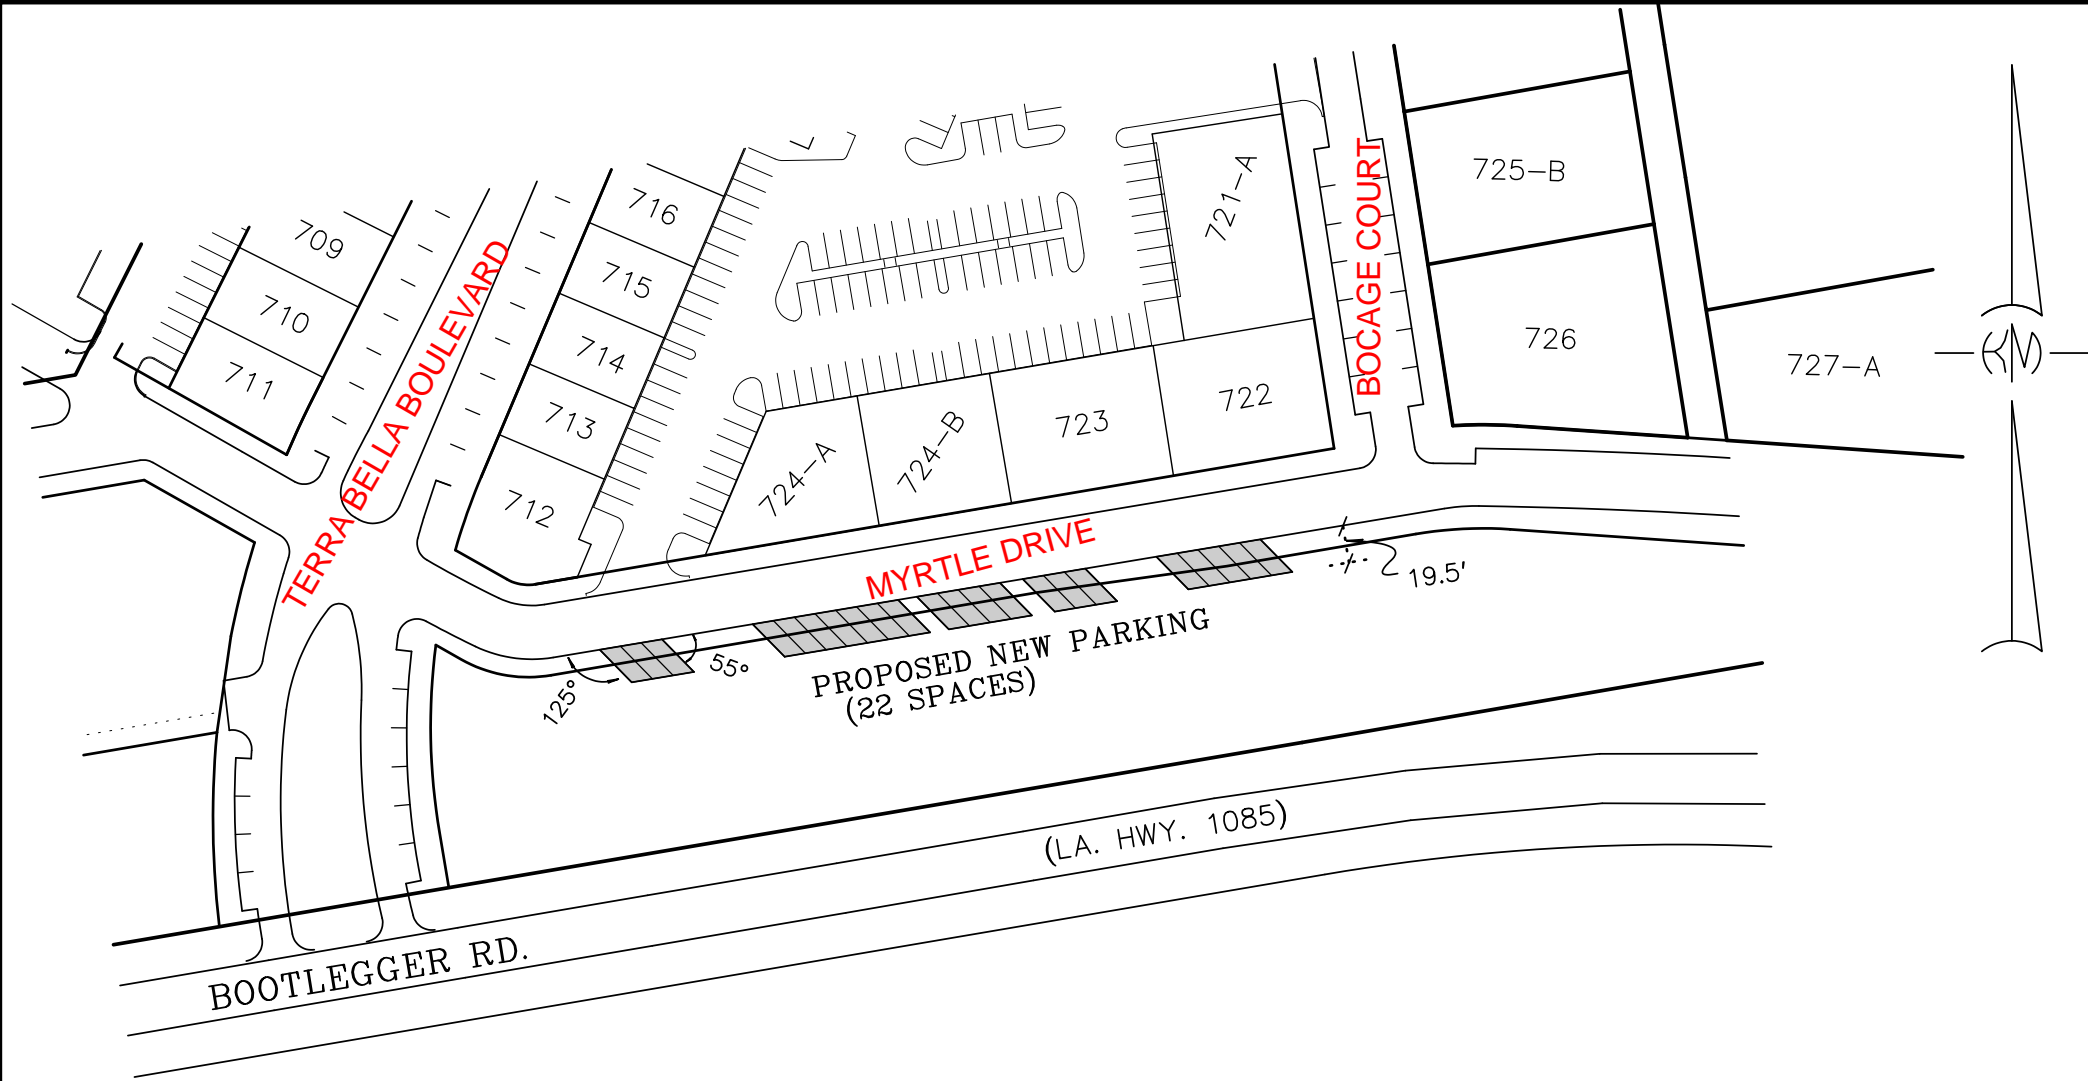 709
710
711
TERRA BELLA BOULEVARD
716
715
714
713
712
721-A
BOCAGE COURT
725-B
726
727-A
724-A
724-B
723
722
MYRTLE DRIVE
19.5'
125°
55°
PROPOSED NEW PARKING
(22 SPACES)
(LA. HWY. 1085)
BOOTLEGGER RD.